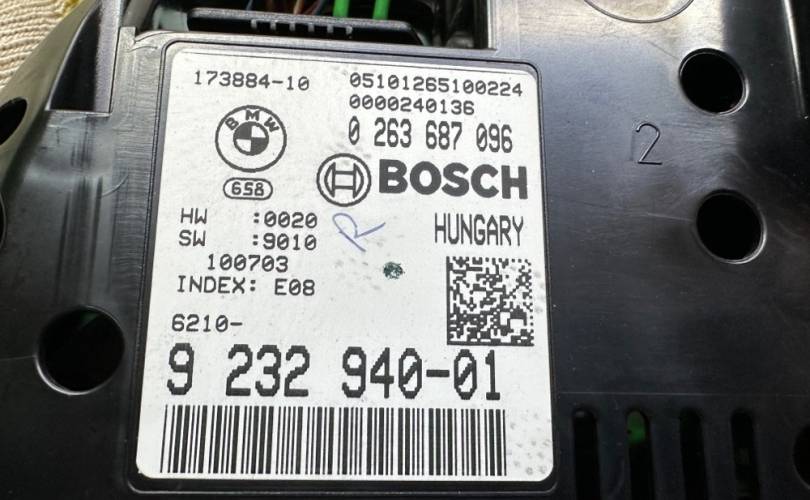 173884-10 05101265100224
0000240136
0 263 687 096
BMW
658
BOSCH
HW :0020
SW :9010
R
HUNGARY
100703
INDEX: E08
6210-
9 232 940-01
2